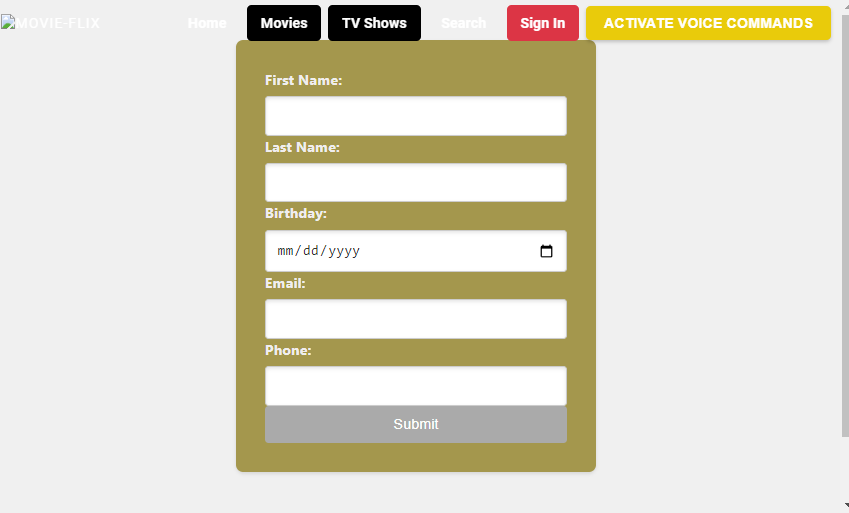 MOVIE-FLIX Home Movies TV Shows Search Sign In ACTIVATE VOICE COMMANDS
First Name:
Last Name:
Birthday:
mm/dd/yyyy
Email:
Phone:
Submit